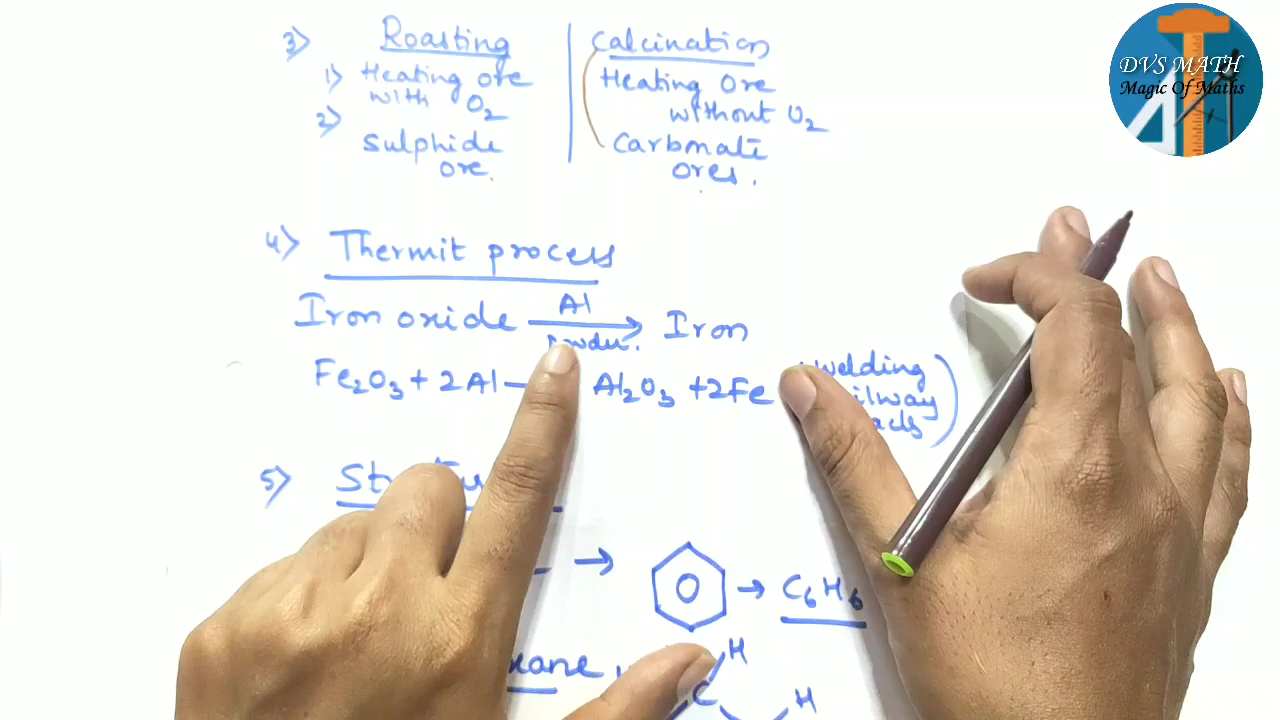 3) Roasting Calcination
1) Heating ore Heating Ore
with O2 without O2
2) Sulphide Carbonate
ore. ores.
4) Thermit process
Iron oxide Al → Iron
Fe2O3 + 2Al Al2O3 + 2Fe welding
5)
→ → C6H6
H
C H
DVS MATH
Magic Of Maths